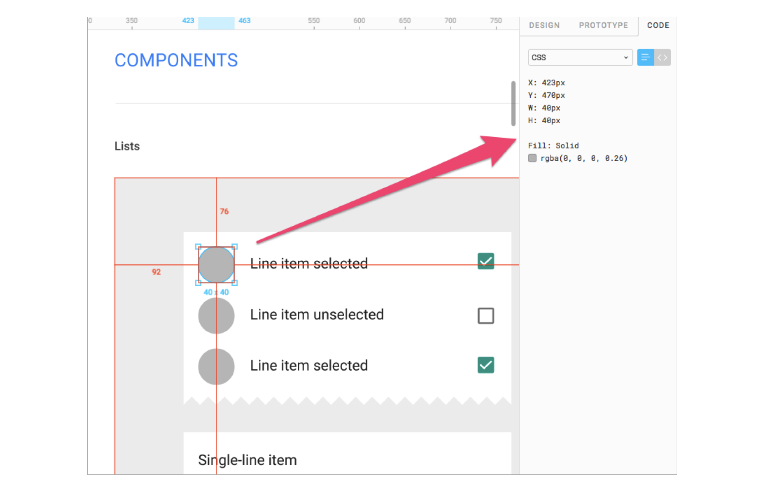 0 350 423 463 550 600 650 700 750
DESIGN PROTOTYPE CODE
COMPONENTS
CSS
X: 423px
Y: 470px
W: 40px
H: 40px
Fill: Solid
rgba(0, 0, 0, 0.26)
Lists
76
Line item selected
92
40 x 40
Line item unselected
Line item selected
Single-line item